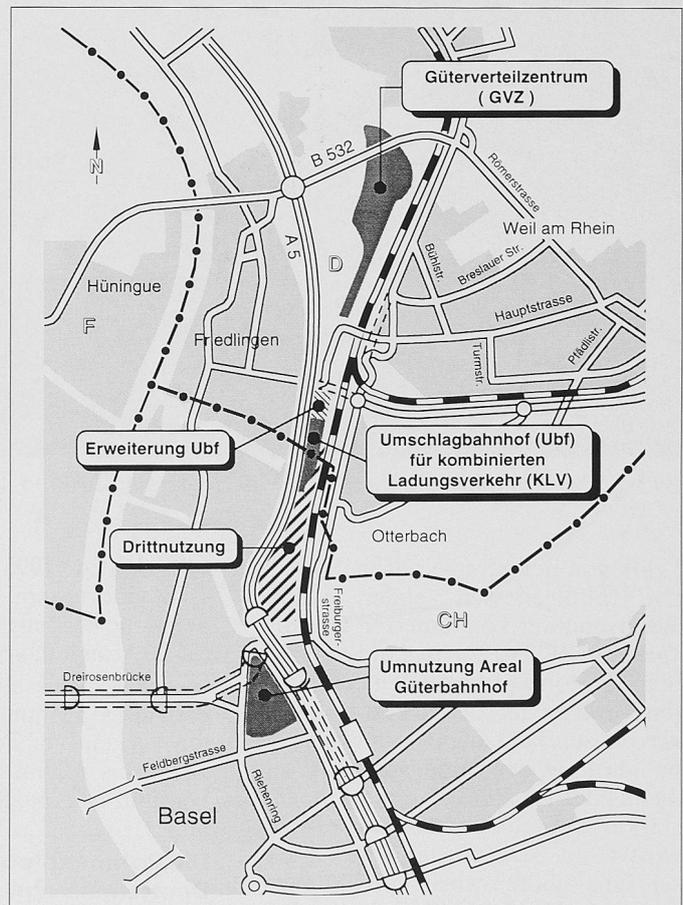 Güterverteilzentrum
( GVZ )
B 532
N
Römerstrasse
Weil am Rhein
A 5
D
Bühlstr.
Breslauer Str.
Hüningue
Hauptstrasse
F
Friedlingen
Turmstr.
Pfädlistr.
Erweiterung Ubf
Umschlagbahnhof (Ubf)
für kombinierten
Ladungsverkehr (KLV)
Drittnutzung
Otterbach
Freiburger-
strasse
CH
Dreirosenbrücke
Umnutzung Areal
Güterbahnhof
Feldbergstrasse
Riehenring
Basel